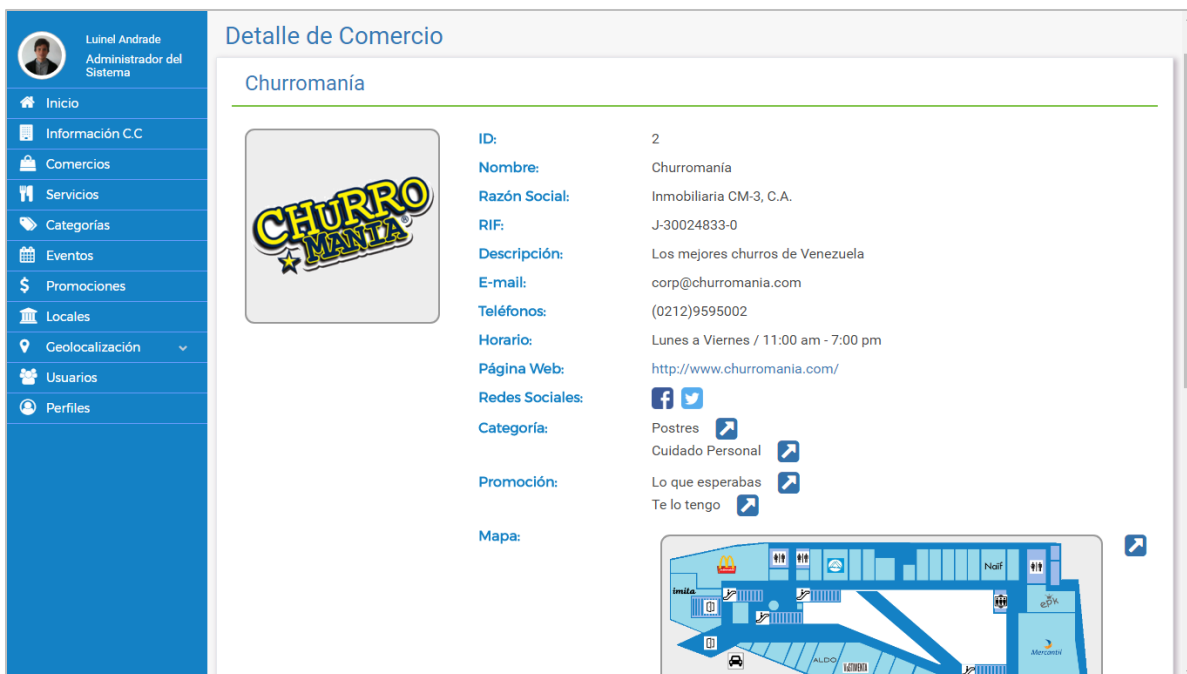 Luinel Andrade
Administrador del
Sistema
Inicio
Información C.C
Comercios
Servicios
Categorías
Eventos
Promociones
Locales
Geolocalización
Usuarios
Perfiles
Detalle de Comercio
Churromanía
CHURRO
MANIA®
ID: 2
Nombre: Churromanía
Razón Social: Inmobiliaria CM-3, C.A.
RIF: J-30024833-0
Descripción: Los mejores churros de Venezuela
E-mail: corp@churromania.com
Teléfonos: (0212)9595002
Horario: Lunes a Viernes / 11:00 am - 7:00 pm
Página Web: http://www.churromania.com/
Redes Sociales:
Categoría: Postres
Cuidado Personal
Promoción: Lo que esperabas
Te lo tengo
Mapa:
Naïf
imita
epk
Mercantil
ALDO